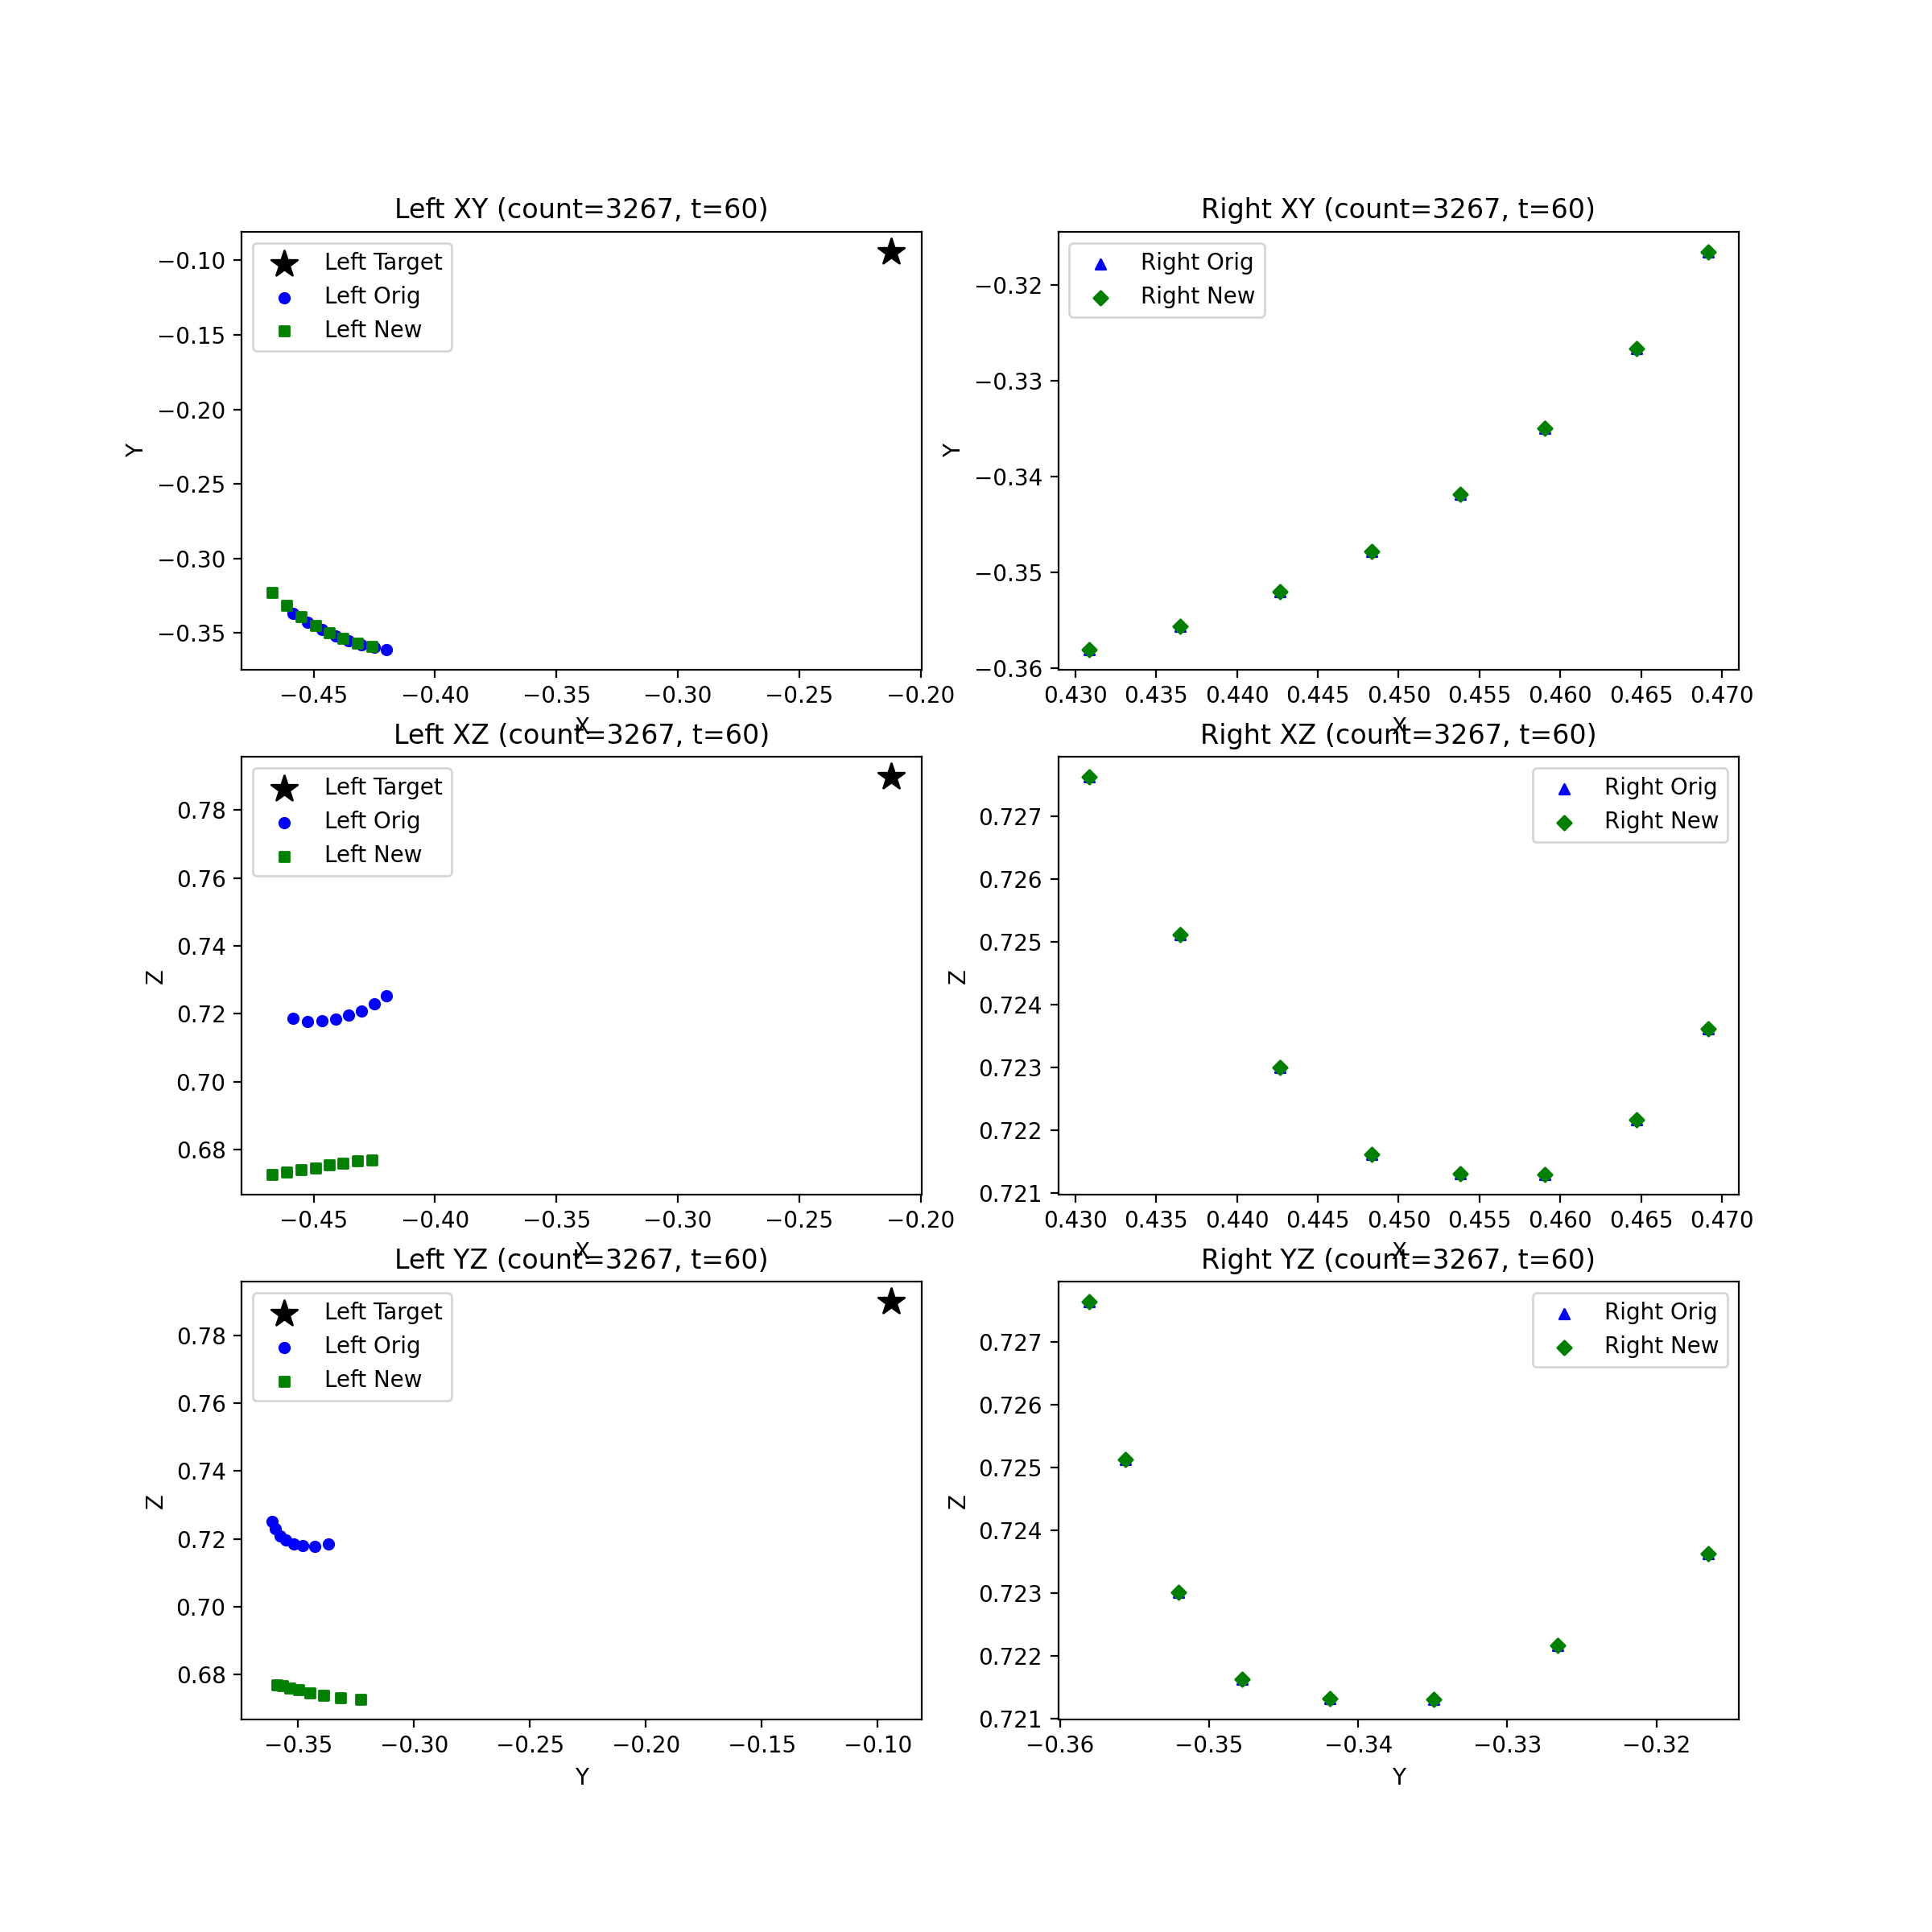 Left XY (count=3267, t=60)
Left Target
Left Orig
Left New
Y
−0.10
−0.15
−0.20
−0.25
−0.30
−0.35
−0.45 −0.40 −0.35 −0.30 −0.25 −0.20
X
Right XY (count=3267, t=60)
Right Orig
Right New
Y
−0.32
−0.33
−0.34
−0.35
−0.36
0.430 0.435 0.440 0.445 0.450 0.455 0.460 0.465 0.470
X
Left XZ (count=3267, t=60)
Left Target
Left Orig
Left New
Z
0.78
0.76
0.74
0.72
0.70
0.68
−0.45 −0.40 −0.35 −0.30 −0.25 −0.20
X
Right XZ (count=3267, t=60)
Right Orig
Right New
Z
0.727
0.726
0.725
0.724
0.723
0.722
0.721
0.430 0.435 0.440 0.445 0.450 0.455 0.460 0.465 0.470
X
Left YZ (count=3267, t=60)
Left Target
Left Orig
Left New
Z
0.78
0.76
0.74
0.72
0.70
0.68
−0.35 −0.30 −0.25 −0.20 −0.15 −0.10
Y
Right YZ (count=3267, t=60)
Right Orig
Right New
Z
0.727
0.726
0.725
0.724
0.723
0.722
0.721
−0.36 −0.35 −0.34 −0.33 −0.32
Y